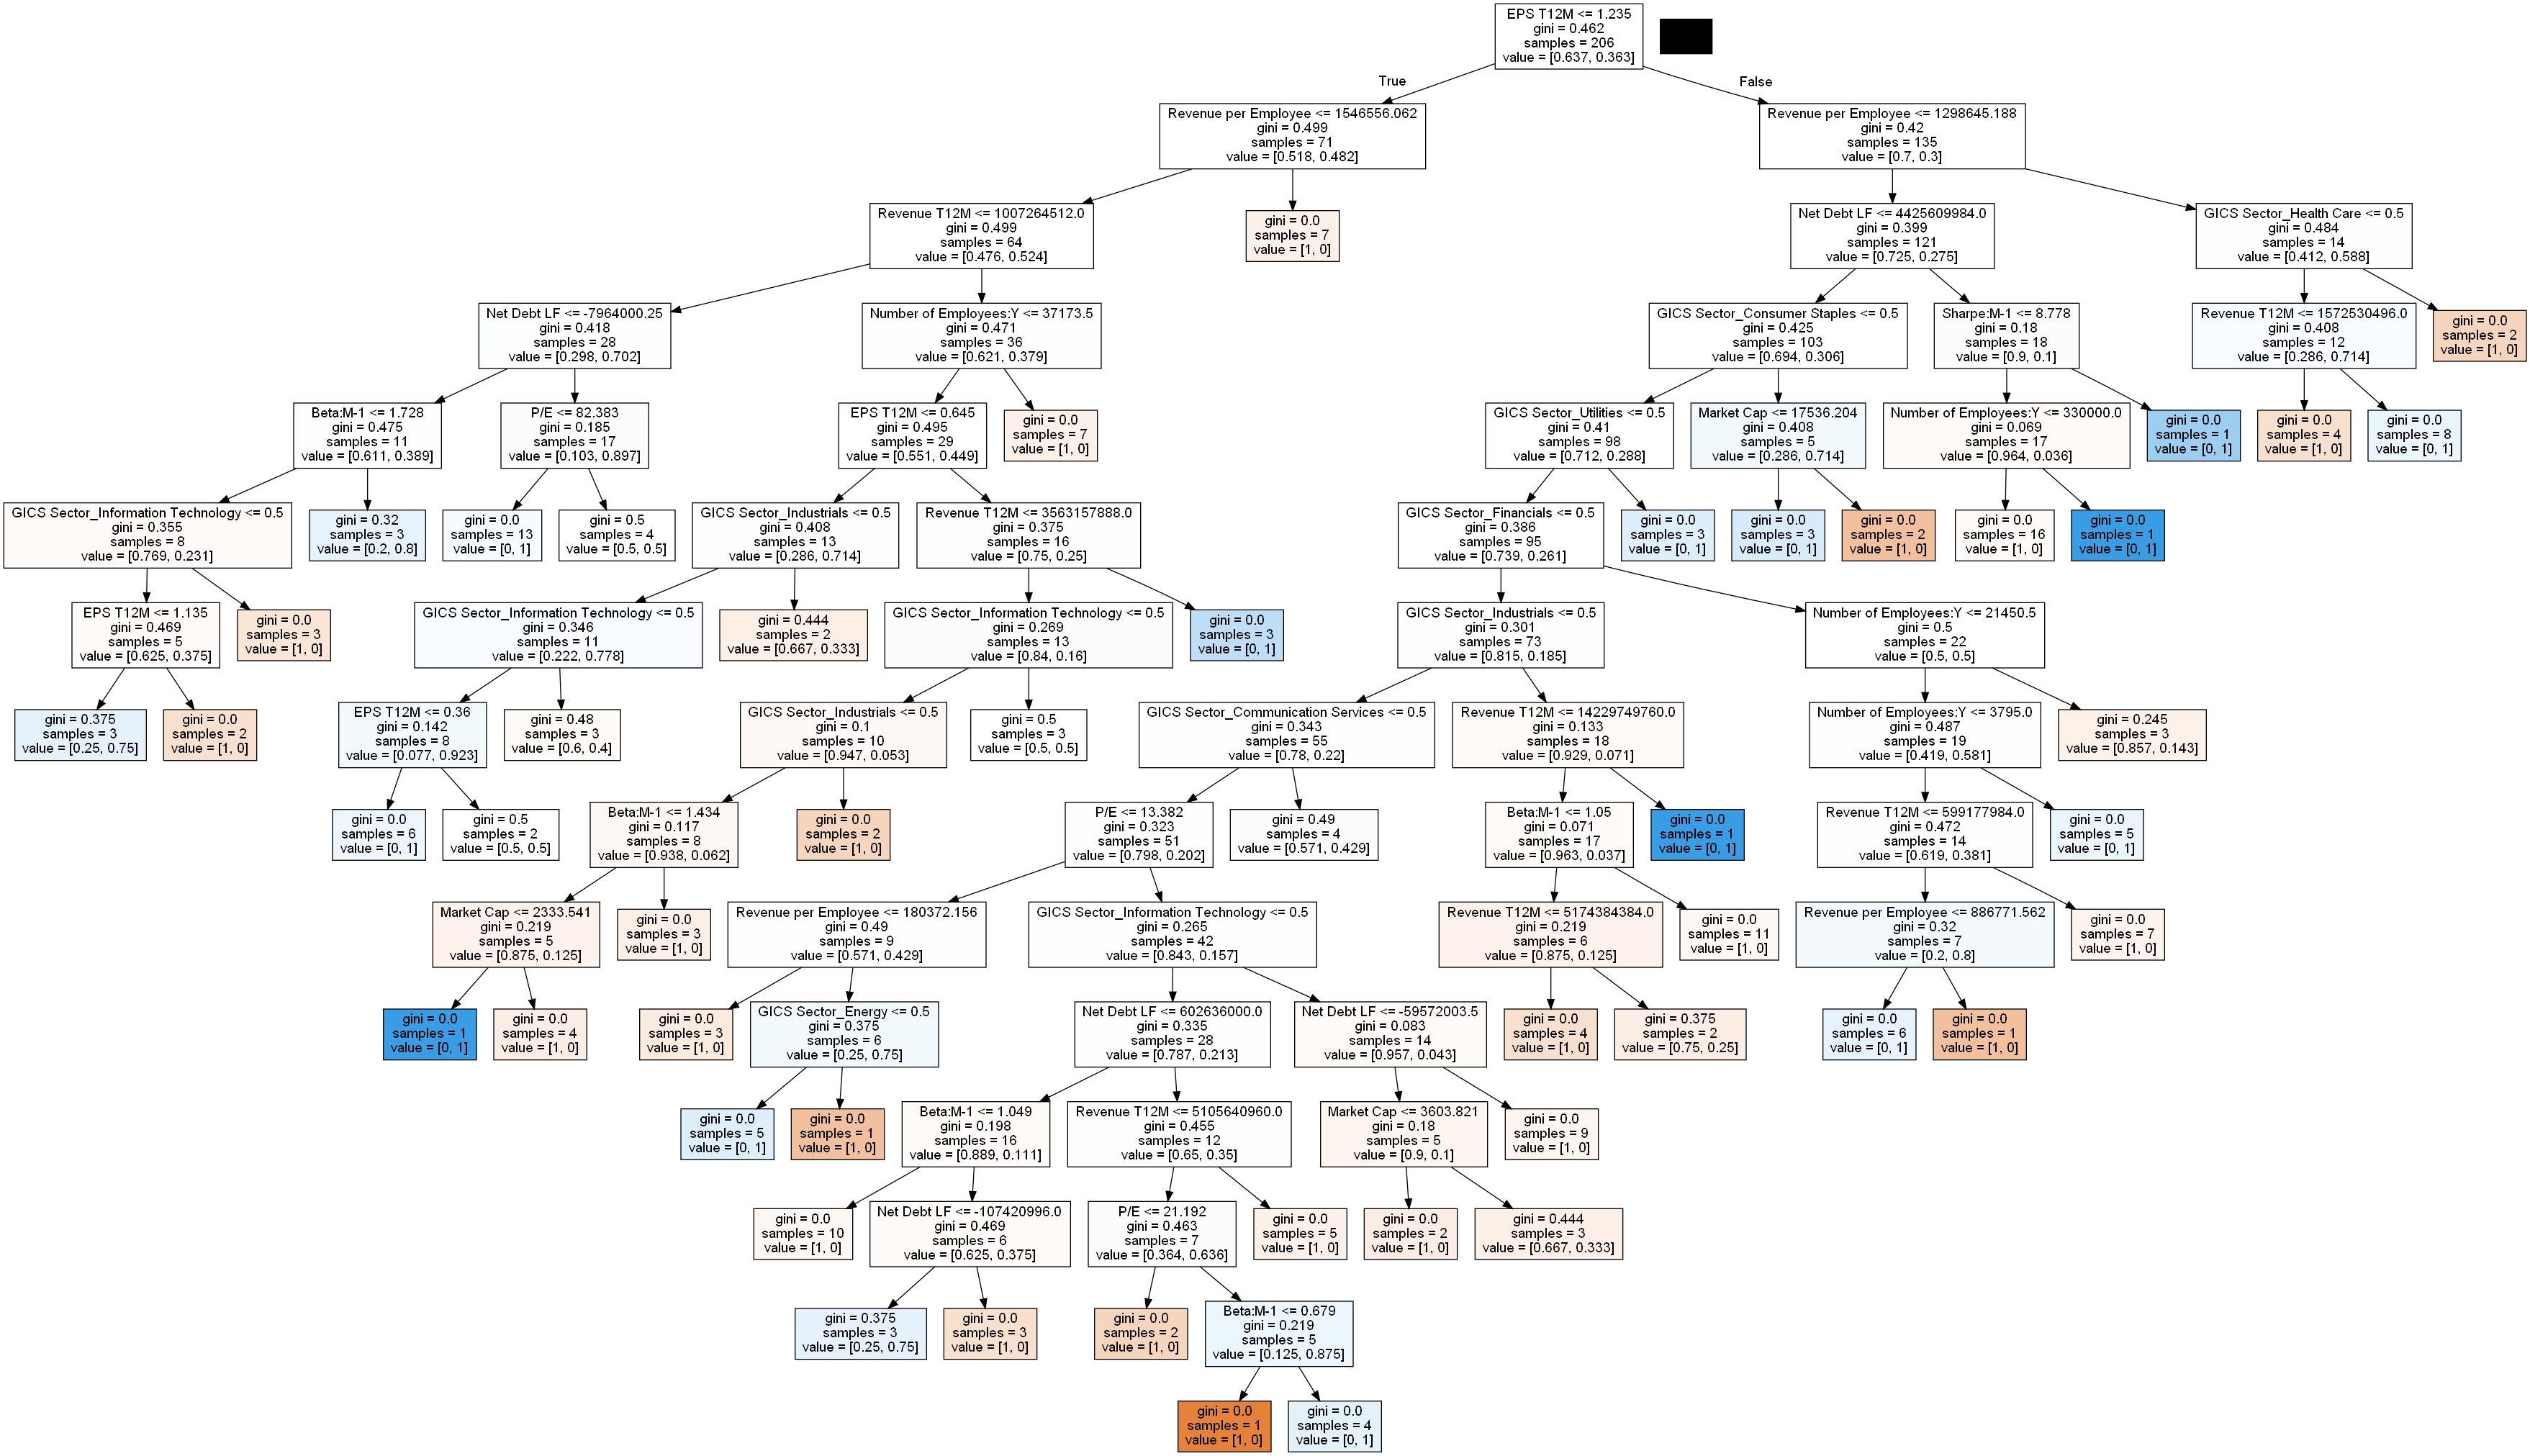 EPS T12M <= 1.235
gini = 0.462
samples = 206
value = [0.637, 0.363]
True
False
Revenue per Employee <= 1546556.062
gini = 0.499
samples = 71
value = [0.518, 0.482]
Revenue per Employee <= 1298645.188
gini = 0.42
samples = 135
value = [0.7, 0.3]
Revenue T12M <= 1007264512.0
gini = 0.499
samples = 64
value = [0.476, 0.524]
gini = 0.0
samples = 7
value = [1, 0]
Net Debt LF <= 4425609984.0
gini = 0.399
samples = 121
value = [0.725, 0.275]
GICS Sector_Health Care <= 0.5
gini = 0.484
samples = 14
value = [0.412, 0.588]
Net Debt LF <= -7964000.25
gini = 0.418
samples = 28
value = [0.298, 0.702]
Number of Employees:Y <= 37173.5
gini = 0.471
samples = 36
value = [0.621, 0.379]
GICS Sector_Consumer Staples <= 0.5
gini = 0.425
samples = 103
value = [0.694, 0.306]
Sharpe:M-1 <= 8.778
gini = 0.18
samples = 18
value = [0.9, 0.1]
Revenue T12M <= 1572530496.0
gini = 0.408
samples = 12
value = [0.286, 0.714]
gini = 0.0
samples = 2
value = [1, 0]
Beta:M-1 <= 1.728
gini = 0.475
samples = 11
value = [0.611, 0.389]
P/E <= 82.383
gini = 0.185
samples = 17
value = [0.103, 0.897]
EPS T12M <= 0.645
gini = 0.495
samples = 29
value = [0.551, 0.449]
gini = 0.0
samples = 7
value = [1, 0]
GICS Sector_Utilities <= 0.5
gini = 0.41
samples = 98
value = [0.712, 0.288]
Market Cap <= 17536.204
gini = 0.408
samples = 5
value = [0.286, 0.714]
Number of Employees:Y <= 330000.0
gini = 0.069
samples = 17
value = [0.964, 0.036]
gini = 0.0
samples = 1
value = [0, 1]
gini = 0.0
samples = 4
value = [1, 0]
gini = 0.0
samples = 8
value = [0, 1]
GICS Sector_Information Technology <= 0.5
gini = 0.355
samples = 8
value = [0.769, 0.231]
gini = 0.32
samples = 3
value = [0.2, 0.8]
gini = 0.0
samples = 13
value = [0, 1]
gini = 0.5
samples = 4
value = [0.5, 0.5]
GICS Sector_Industrials <= 0.5
gini = 0.408
samples = 13
value = [0.286, 0.714]
Revenue T12M <= 3563157888.0
gini = 0.375
samples = 16
value = [0.75, 0.25]
GICS Sector_Financials <= 0.5
gini = 0.386
samples = 95
value = [0.739, 0.261]
gini = 0.0
samples = 3
value = [0, 1]
gini = 0.0
samples = 3
value = [0, 1]
gini = 0.0
samples = 2
value = [1, 0]
gini = 0.0
samples = 16
value = [1, 0]
gini = 0.0
samples = 1
value = [0, 1]
EPS T12M <= 1.135
gini = 0.469
samples = 5
value = [0.625, 0.375]
gini = 0.0
samples = 3
value = [1, 0]
GICS Sector_Information Technology <= 0.5
gini = 0.346
samples = 11
value = [0.222, 0.778]
gini = 0.444
samples = 2
value = [0.667, 0.333]
GICS Sector_Information Technology <= 0.5
gini = 0.269
samples = 13
value = [0.84, 0.16]
gini = 0.0
samples = 3
value = [0, 1]
GICS Sector_Industrials <= 0.5
gini = 0.301
samples = 73
value = [0.815, 0.185]
Number of Employees:Y <= 21450.5
gini = 0.5
samples = 22
value = [0.5, 0.5]
gini = 0.375
samples = 3
value = [0.25, 0.75]
gini = 0.0
samples = 2
value = [1, 0]
EPS T12M <= 0.36
gini = 0.142
samples = 8
value = [0.077, 0.923]
gini = 0.48
samples = 3
value = [0.6, 0.4]
GICS Sector_Industrials <= 0.5
gini = 0.1
samples = 10
value = [0.947, 0.053]
gini = 0.5
samples = 3
value = [0.5, 0.5]
GICS Sector_Communication Services <= 0.5
gini = 0.343
samples = 55
value = [0.78, 0.22]
Revenue T12M <= 14229749760.0
gini = 0.133
samples = 18
value = [0.929, 0.071]
Number of Employees:Y <= 3795.0
gini = 0.487
samples = 19
value = [0.419, 0.581]
gini = 0.245
samples = 3
value = [0.857, 0.143]
gini = 0.0
samples = 6
value = [0, 1]
gini = 0.5
samples = 2
value = [0.5, 0.5]
Beta:M-1 <= 1.434
gini = 0.117
samples = 8
value = [0.938, 0.062]
gini = 0.0
samples = 2
value = [1, 0]
P/E <= 13.382
gini = 0.323
samples = 51
value = [0.798, 0.202]
gini = 0.49
samples = 4
value = [0.571, 0.429]
Beta:M-1 <= 1.05
gini = 0.071
samples = 17
value = [0.963, 0.037]
gini = 0.0
samples = 1
value = [0, 1]
Revenue T12M <= 599177984.0
gini = 0.472
samples = 14
value = [0.619, 0.381]
gini = 0.0
samples = 5
value = [0, 1]
Market Cap <= 2333.541
gini = 0.219
samples = 5
value = [0.875, 0.125]
gini = 0.0
samples = 3
value = [1, 0]
Revenue per Employee <= 180372.156
gini = 0.49
samples = 9
value = [0.571, 0.429]
GICS Sector_Information Technology <= 0.5
gini = 0.265
samples = 42
value = [0.843, 0.157]
Revenue T12M <= 5174384384.0
gini = 0.219
samples = 6
value = [0.875, 0.125]
gini = 0.0
samples = 11
value = [1, 0]
Revenue per Employee <= 886771.562
gini = 0.32
samples = 7
value = [0.2, 0.8]
gini = 0.0
samples = 7
value = [1, 0]
gini = 0.0
samples = 1
value = [0, 1]
gini = 0.0
samples = 4
value = [1, 0]
gini = 0.0
samples = 3
value = [1, 0]
GICS Sector_Energy <= 0.5
gini = 0.375
samples = 6
value = [0.25, 0.75]
Net Debt LF <= 602636000.0
gini = 0.335
samples = 28
value = [0.787, 0.213]
Net Debt LF <= -59572003.5
gini = 0.083
samples = 14
value = [0.957, 0.043]
gini = 0.0
samples = 4
value = [1, 0]
gini = 0.375
samples = 2
value = [0.75, 0.25]
gini = 0.0
samples = 6
value = [0, 1]
gini = 0.0
samples = 1
value = [1, 0]
gini = 0.0
samples = 5
value = [0, 1]
gini = 0.0
samples = 1
value = [1, 0]
Beta:M-1 <= 1.049
gini = 0.198
samples = 16
value = [0.889, 0.111]
Revenue T12M <= 5105640960.0
gini = 0.455
samples = 12
value = [0.65, 0.35]
Market Cap <= 3603.821
gini = 0.18
samples = 5
value = [0.9, 0.1]
gini = 0.0
samples = 9
value = [1, 0]
gini = 0.0
samples = 10
value = [1, 0]
Net Debt LF <= -107420996.0
gini = 0.469
samples = 6
value = [0.625, 0.375]
P/E <= 21.192
gini = 0.463
samples = 7
value = [0.364, 0.636]
gini = 0.0
samples = 5
value = [1, 0]
gini = 0.0
samples = 2
value = [1, 0]
gini = 0.444
samples = 3
value = [0.667, 0.333]
gini = 0.375
samples = 3
value = [0.25, 0.75]
gini = 0.0
samples = 3
value = [1, 0]
gini = 0.0
samples = 2
value = [1, 0]
Beta:M-1 <= 0.679
gini = 0.219
samples = 5
value = [0.125, 0.875]
gini = 0.0
samples = 1
value = [1, 0]
gini = 0.0
samples = 4
value = [0, 1]